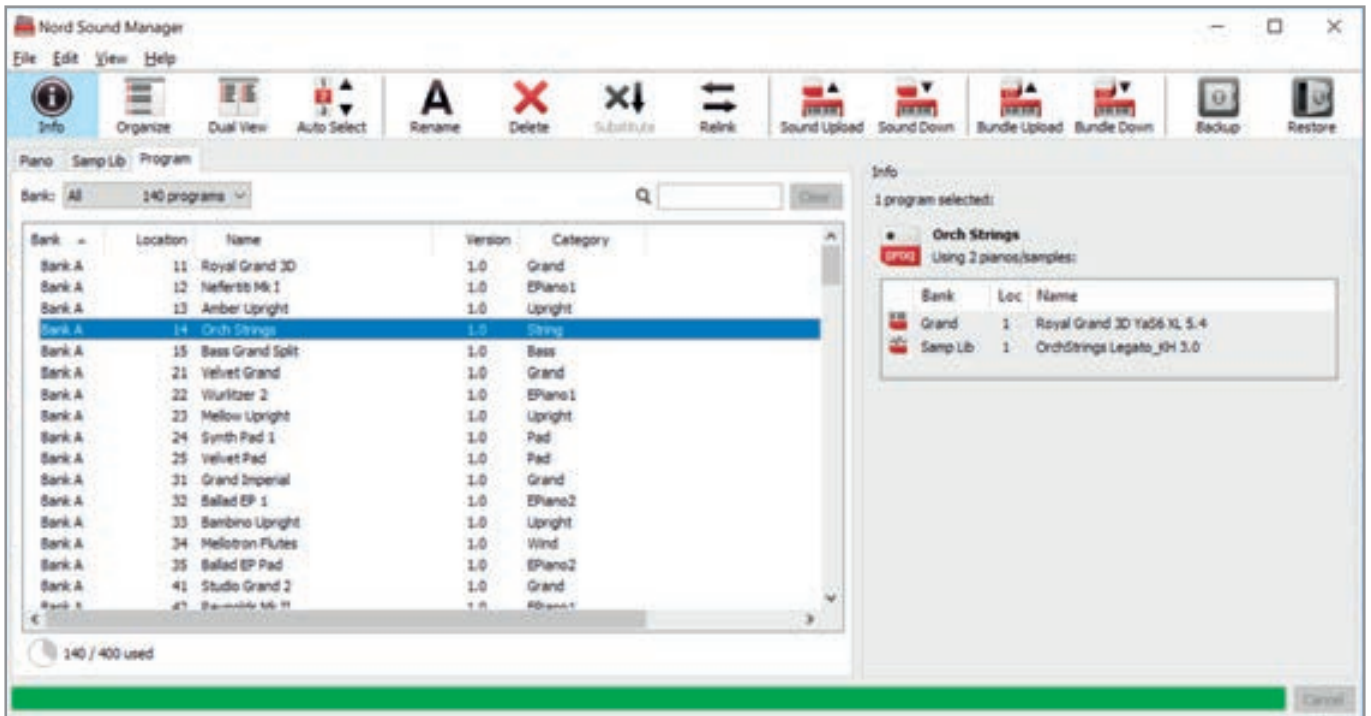 Nord Sound Manager
File Edit View Help
Info Organize Dual View Auto Select Rename Delete Substitute Relink Sound Upload Sound Down Bundle Upload Bundle Down Backup Restore
Piano Samp Lib Program
Bank: All 140 programs Clear
Bank Location Name Version Category
Bank A 11 Royal Grand 3D 1.0 Grand
Bank A 12 Nefertiti Mk I 1.0 EPiano1
Bank A 13 Amber Upright 1.0 Upright
Bank A 14 Orch Strings 1.0 String
Bank A 15 Bass Grand Split 1.0 Bass
Bank A 21 Velvet Grand 1.0 Grand
Bank A 22 Wurlitzer 2 1.0 EPiano1
Bank A 23 Mellow Upright 1.0 Upright
Bank A 24 Synth Pad 1 1.0 Pad
Bank A 25 Velvet Pad 1.0 Pad
Bank A 31 Grand Imperial 1.0 Grand
Bank A 32 Ballad EP 1 1.0 EPiano2
Bank A 33 Bambino Upright 1.0 Upright
Bank A 34 Mellotron Flutes 1.0 Wind
Bank A 35 Ballad EP Pad 1.0 EPiano2
Bank A 41 Studio Grand 2 1.0 Grand
Bank A 42 1.0 EPiano1
140 / 400 used
Info
1 program selected:
Orch Strings
Using 2 pianos/samples:
Bank Loc Name
Grand 1 Royal Grand 3D YaS6 XL 5.4
Samp Lib 1 OrchStrings Legato_KH 3.0
Cancel